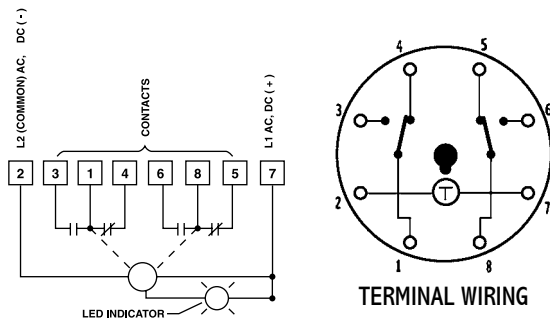 L2 (COMMON) AC, DC ( - )
CONTACTS
L1 AC, DC ( + )
2 3 1 4 6 8 5 7
LED INDICATOR
4 5
3 6
2 T 7
1 8
TERMINAL WIRING